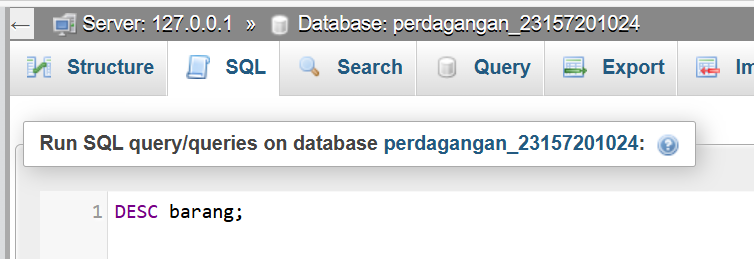 ← Server: 127.0.0.1 » Database: perdagangan_23157201024
Structure SQL Search Query Export Im
Run SQL query/queries on database perdagangan_23157201024:
1 DESC barang;